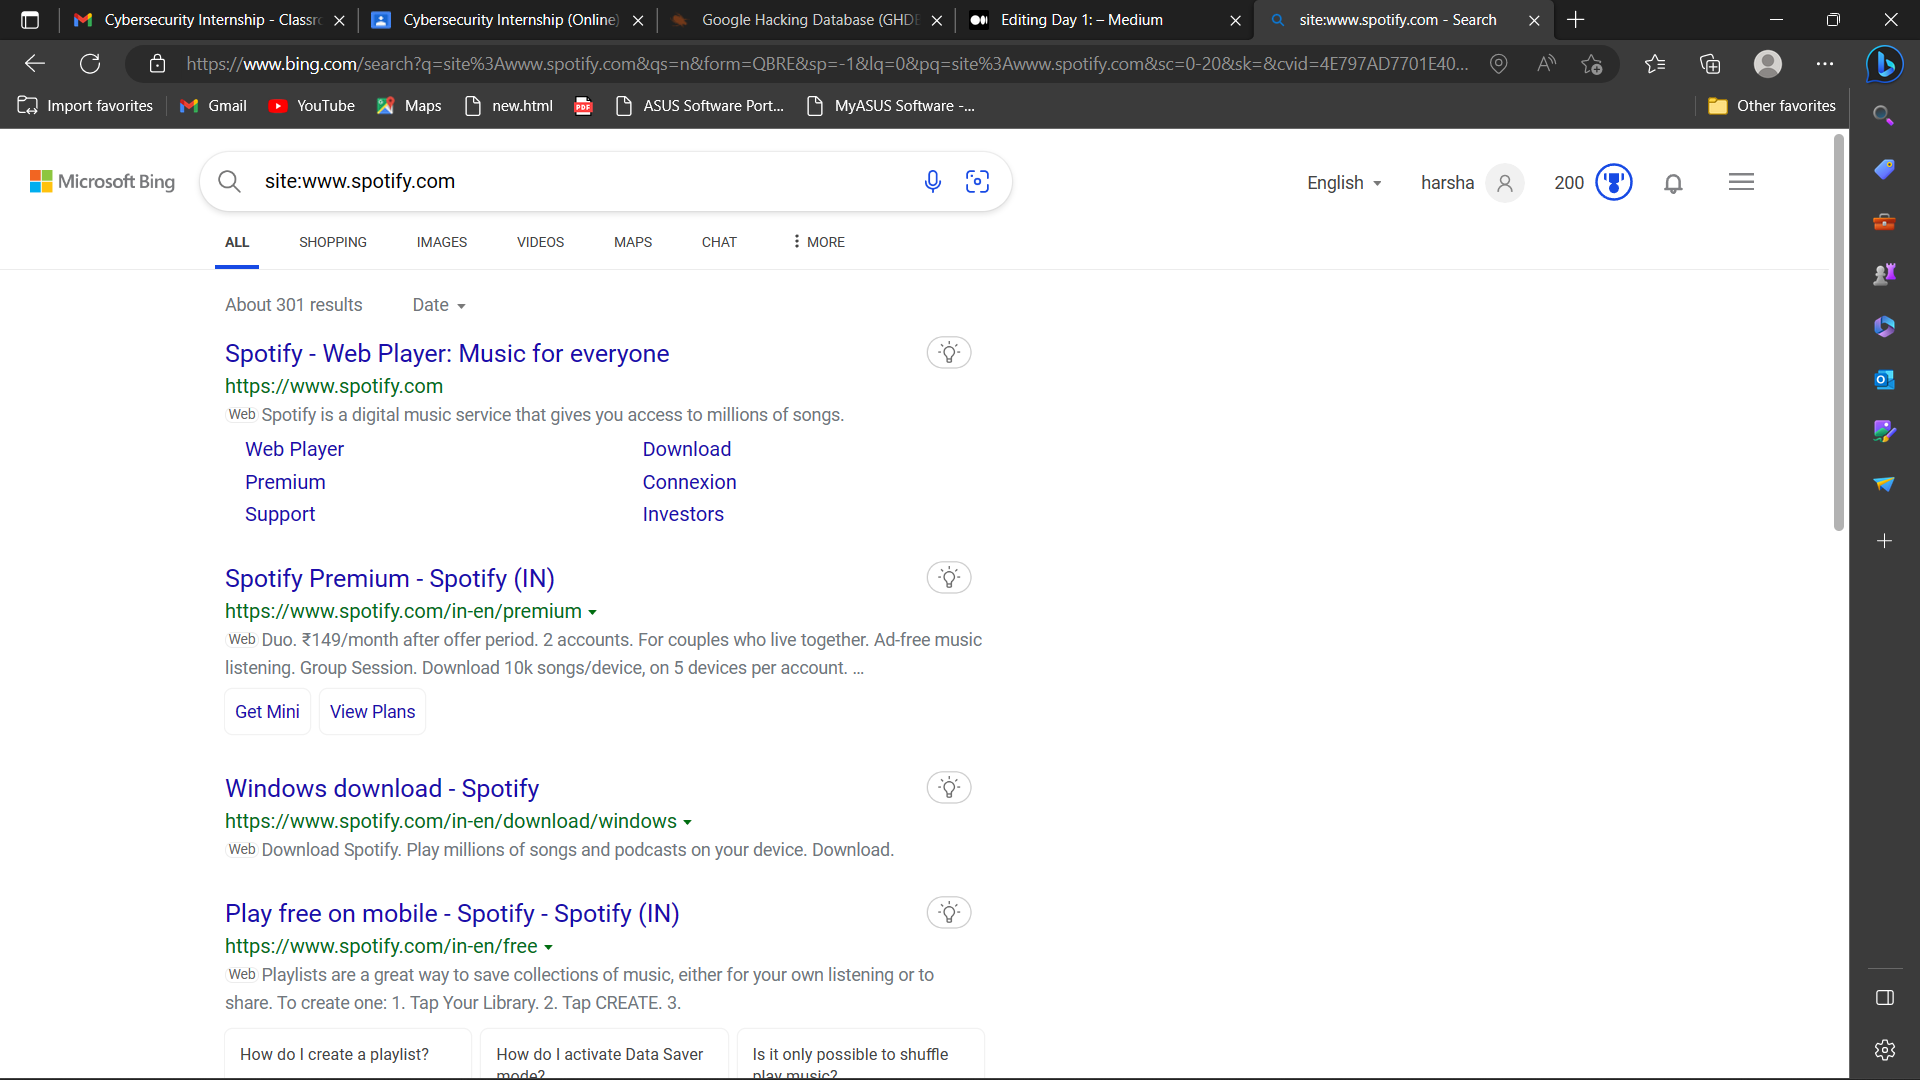 Cybersecurity Internship - Classr
Cybersecurity Internship (Online)
Google Hacking Database (GHD
Editing Day 1: – Medium
site:www.spotify.com - Search
https://www.bing.com/search?q=site%3Awww.spotify.com&qs=n&form=QBRE&sp=-1&lq=0&pq=site%3Awww.spotify.com&sc=0-20&sk=&cvid=4E797AD7701E40...
Import favorites
Gmail
YouTube
Maps
new.html
PDF
ASUS Software Port...
MyASUS Software -...
Other favorites
Microsoft Bing
site:www.spotify.com
English
harsha
200
ALL
SHOPPING
IMAGES
VIDEOS
MAPS
CHAT
MORE
About 301 results
Date
Spotify - Web Player: Music for everyone
https://www.spotify.com
Web Spotify is a digital music service that gives you access to millions of songs.
Web Player
Download
Premium
Connexion
Support
Investors
Spotify Premium - Spotify (IN)
https://www.spotify.com/in-en/premium
Web Duo. ₹149/month after offer period. 2 accounts. For couples who live together. Ad-free music
listening. Group Session. Download 10k songs/device, on 5 devices per account. ...
Get Mini
View Plans
Windows download - Spotify
https://www.spotify.com/in-en/download/windows
Web Download Spotify. Play millions of songs and podcasts on your device. Download.
Play free on mobile - Spotify - Spotify (IN)
https://www.spotify.com/in-en/free
Web Playlists are a great way to save collections of music, either for your own listening or to
share. To create one: 1. Tap Your Library. 2. Tap CREATE. 3.
How do I create a playlist?
How do I activate Data Saver
mode?
Is it only possible to shuffle
play music?